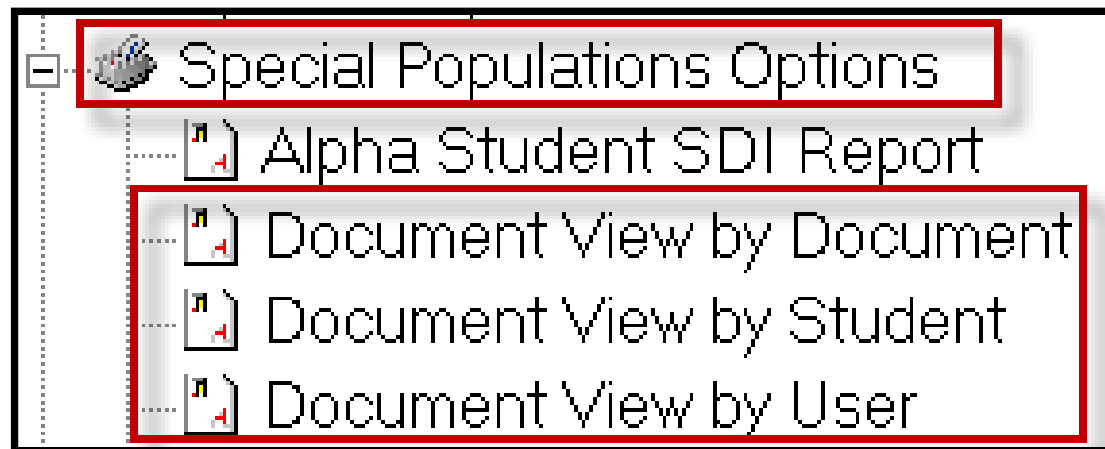 Special Populations Options
Alpha Student SDI Report
Document View by Document
Document View by Student
Document View by User